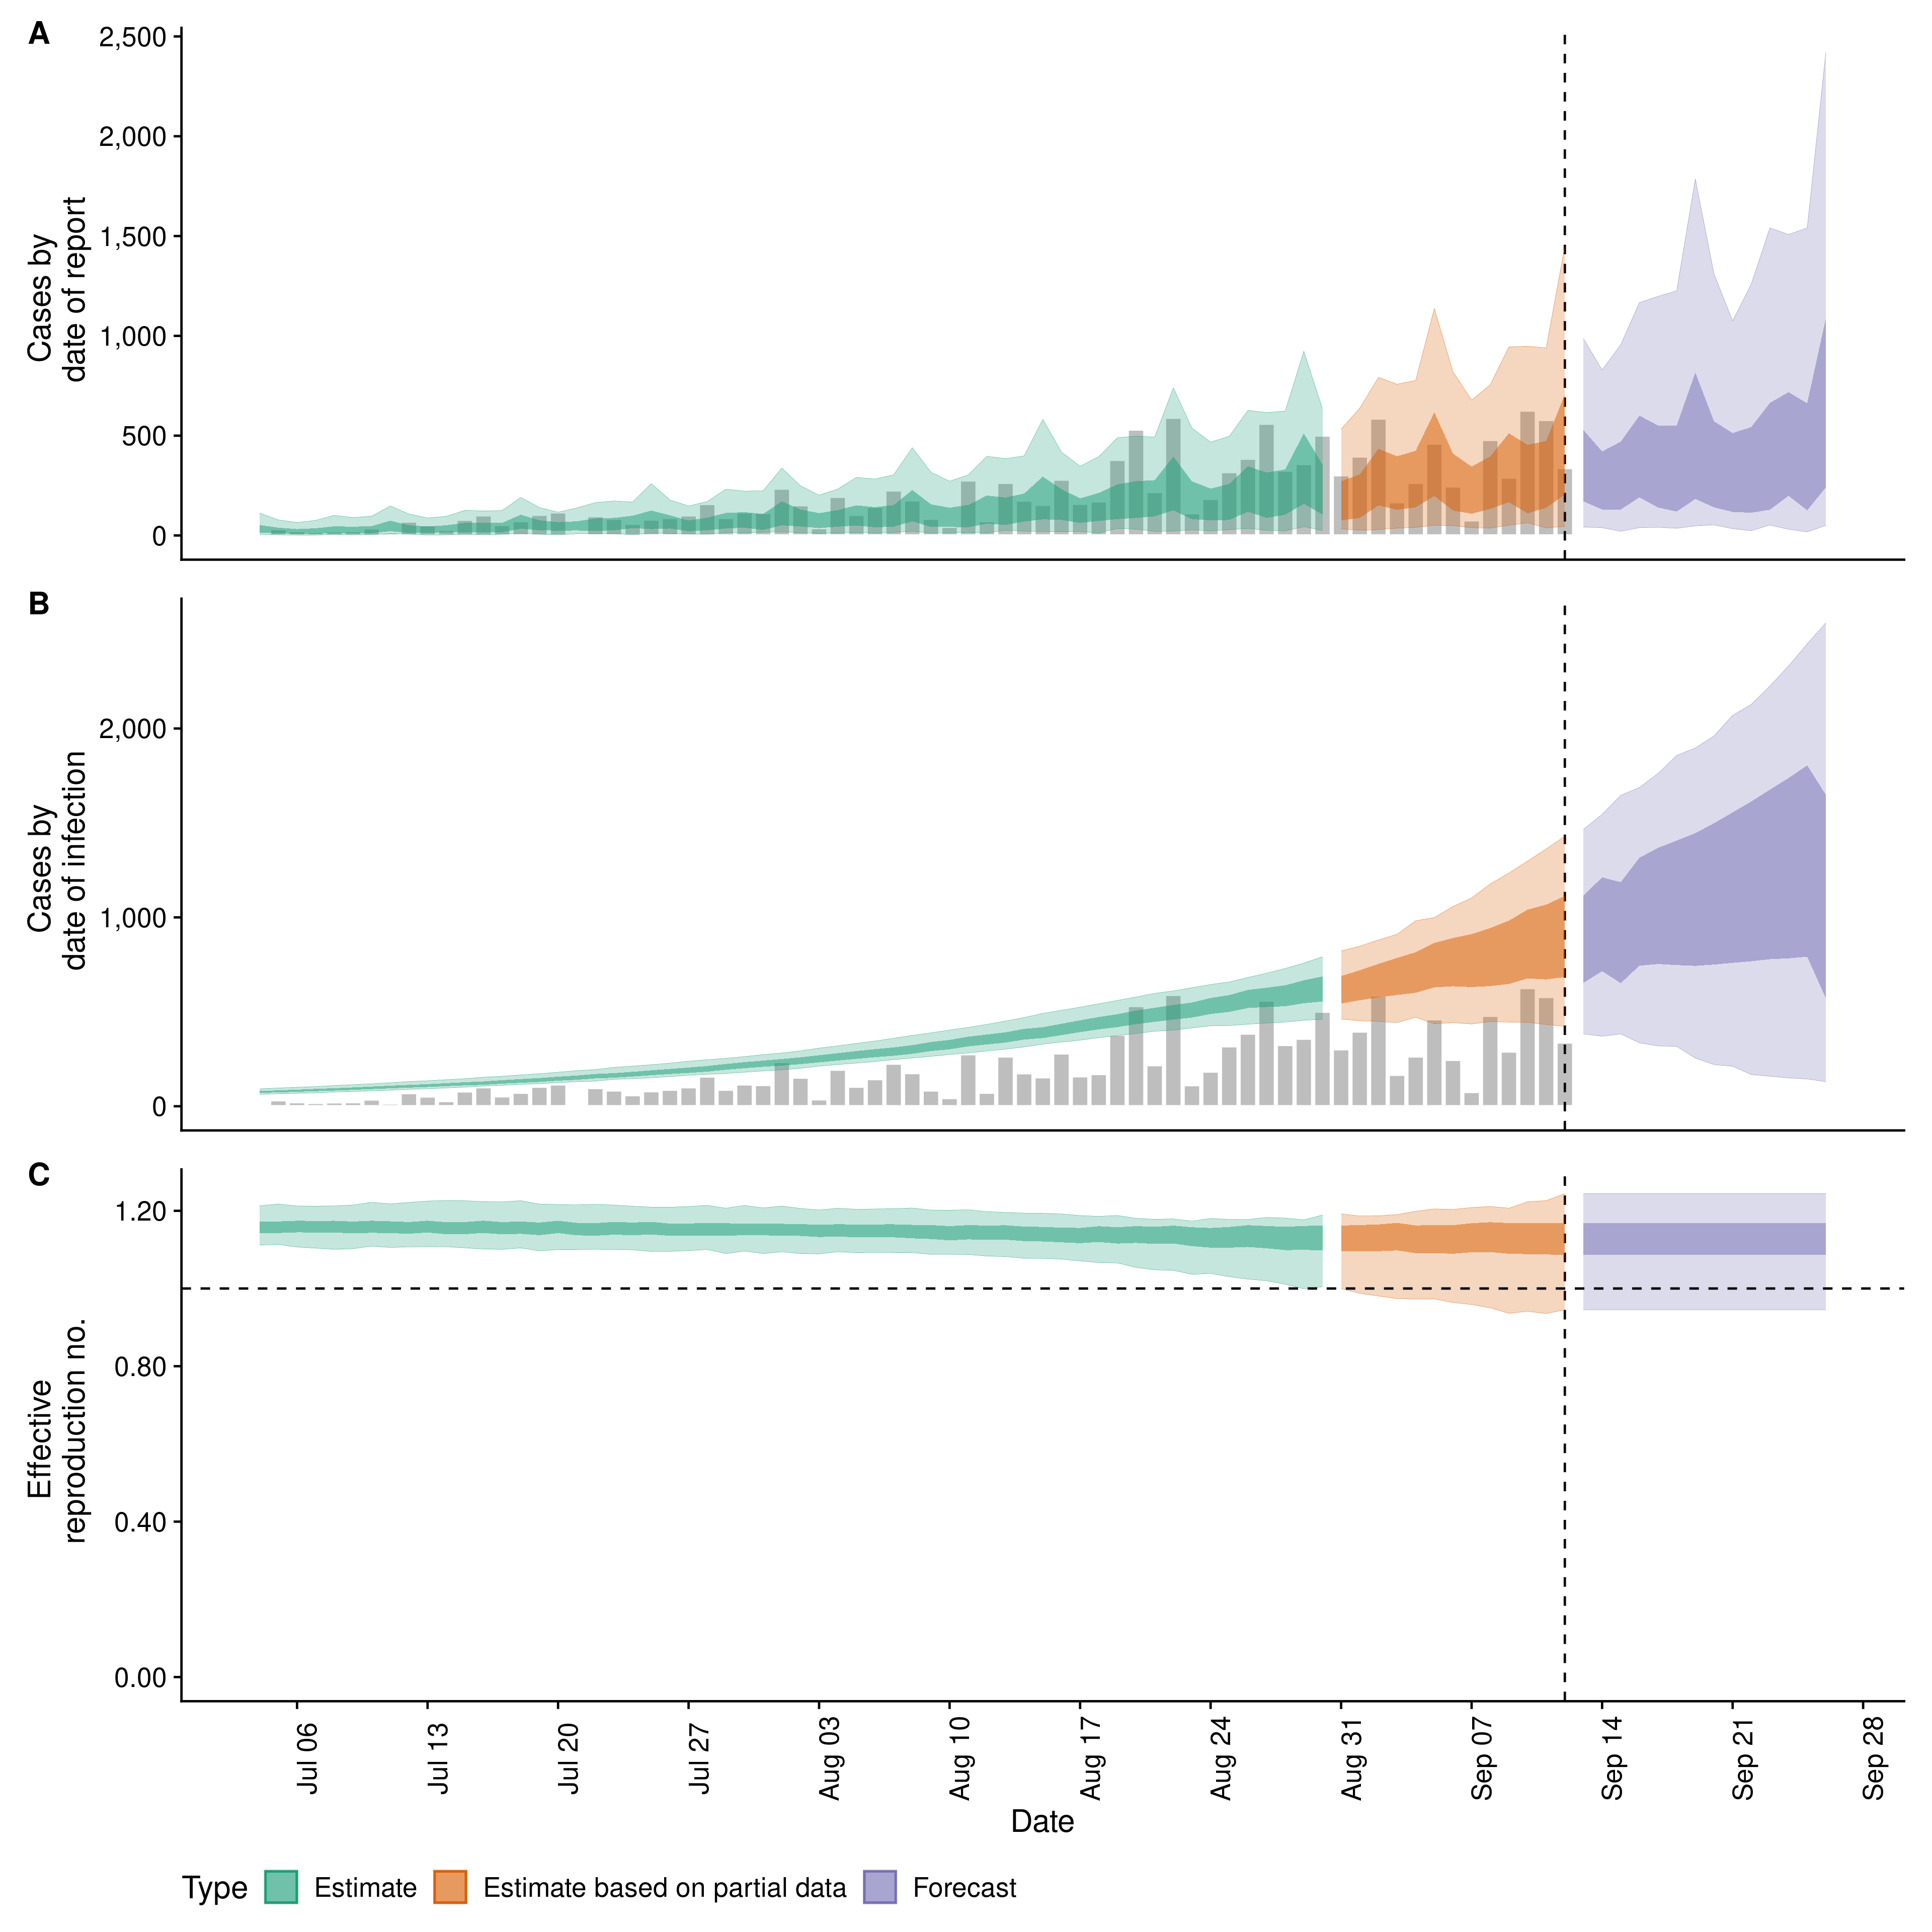 A
Cases by
date of report
2,500
2,000
1,500
1,000
500
0
B
Cases by
date of infection
2,000
1,000
0
C
Effective
reproduction no.
1.20
0.80
0.40
0.00
Jul 06
Jul 13
Jul 20
Jul 27
Aug 03
Aug 10
Aug 17
Aug 24
Aug 31
Sep 07
Sep 14
Sep 21
Sep 28
Date
Type Estimate Estimate based on partial data Forecast